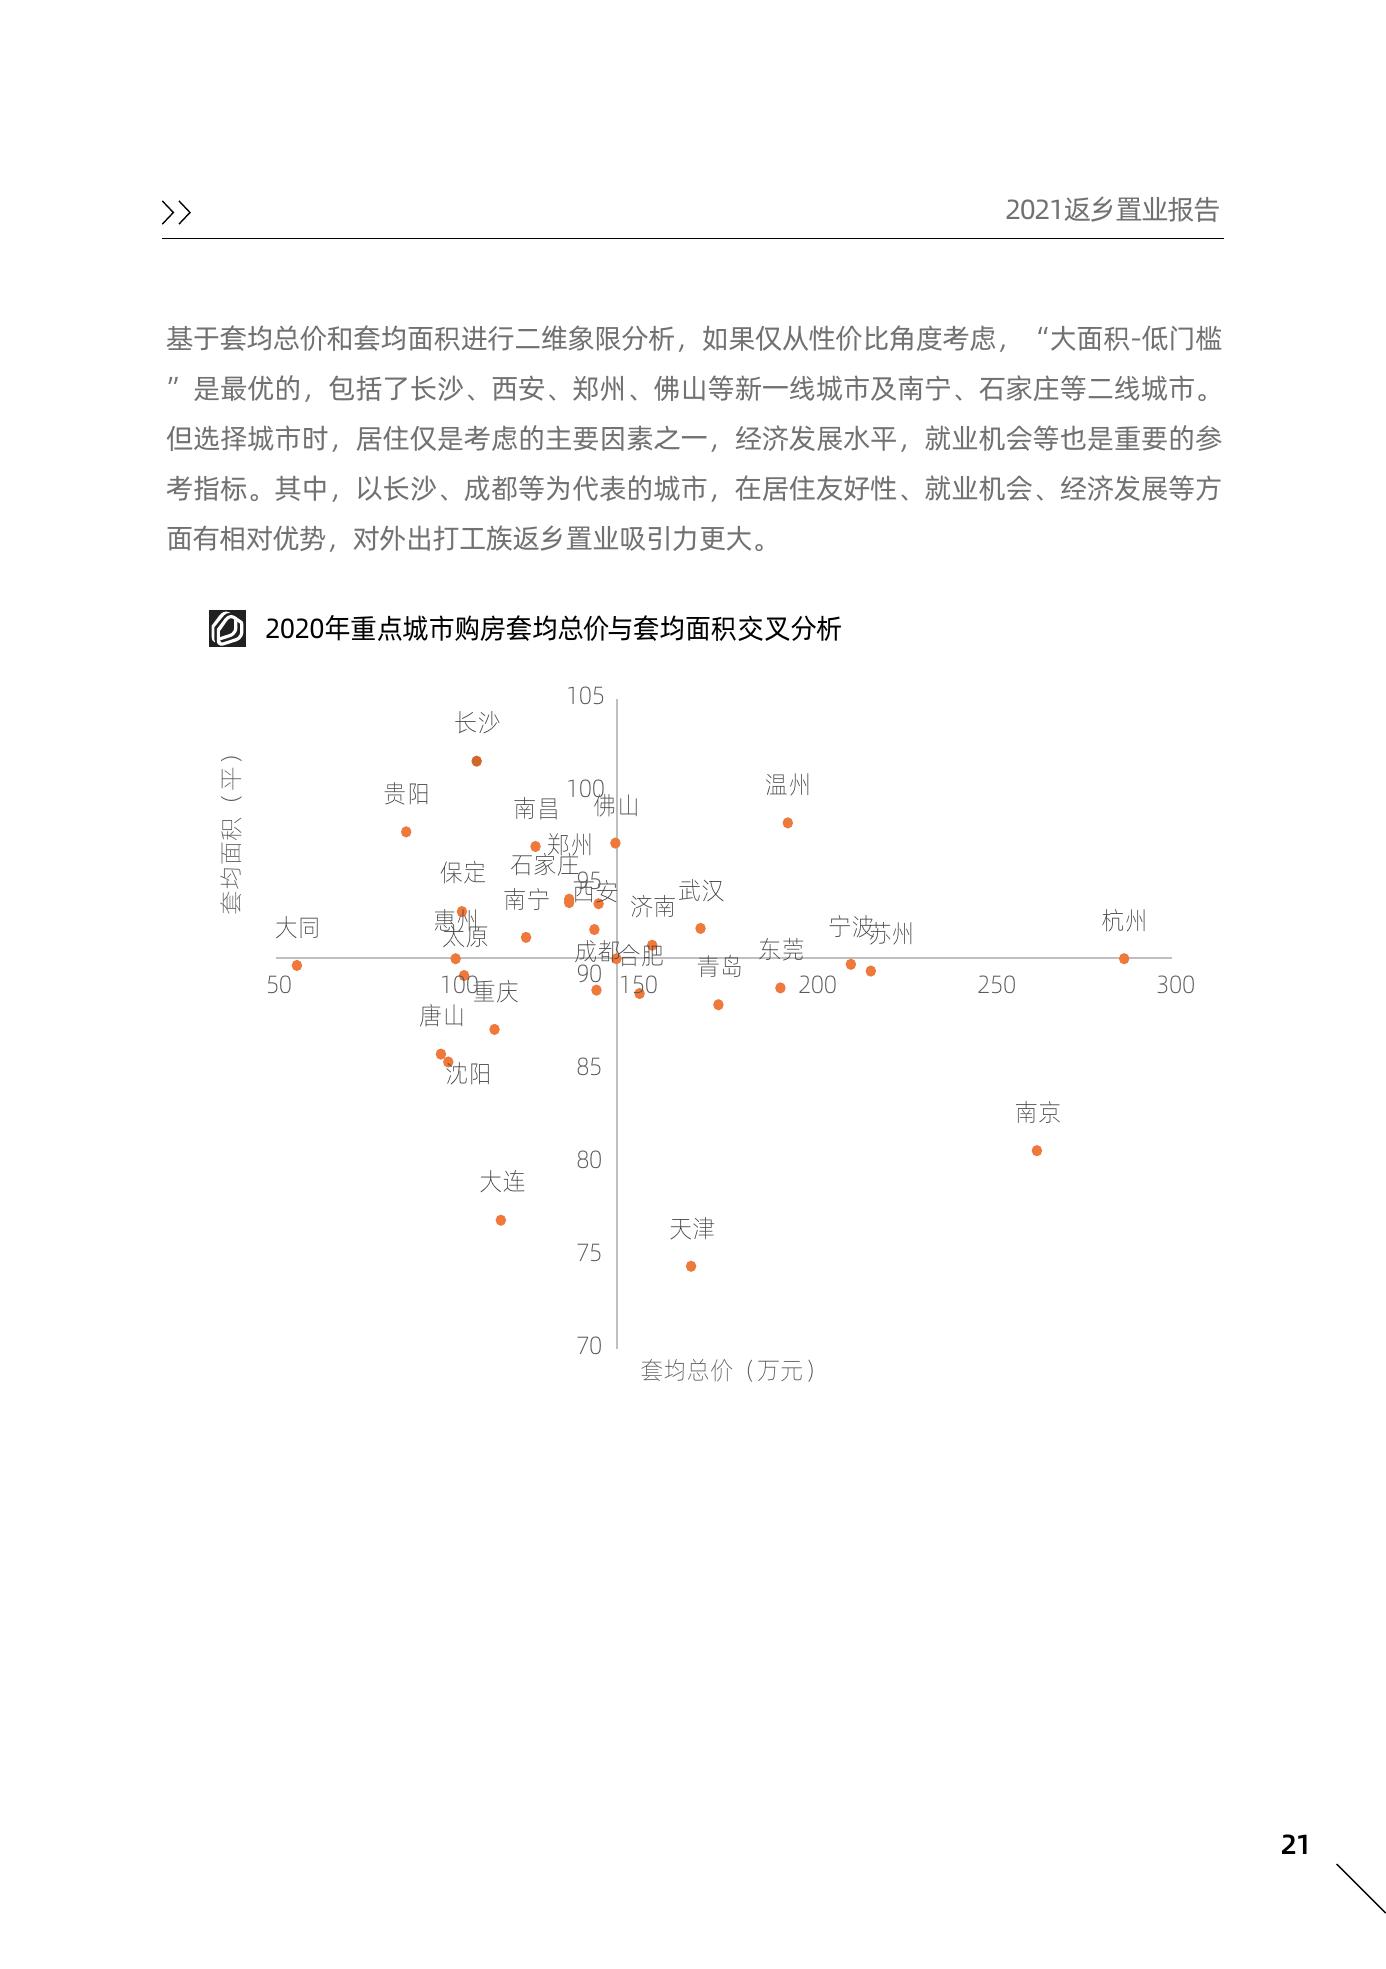 2021返乡置业报告
基于套均总价和套均面积进行二维象限分析，如果仅从性价比角度考虑，“大面积-低门槛
”是最优的，包括了长沙、西安、郑州、佛山等新一线城市及南宁、石家庄等二线城市。
但选择城市时，居住仅是考虑的主要因素之一，经济发展水平，就业机会等也是重要的参
考指标。其中，以长沙、成都等为代表的城市，在居住友好性、就业机会、经济发展等方
面有相对优势，对外出打工族返乡置业吸引力更大。
2020年重点城市购房套均总价与套均面积交叉分析
105
长沙
套均面积（平）
温州
100
贵阳
南昌
佛山
郑州
石家庄
保定
95
西安
武汉
南宁
济南
惠州
杭州
大同
宁波
苏州
太原
东莞
成都
合肥
青岛
90
50
100
150
200
250
300
重庆
唐山
85
沈阳
南京
80
大连
天津
75
70
套均总价（万元）
21